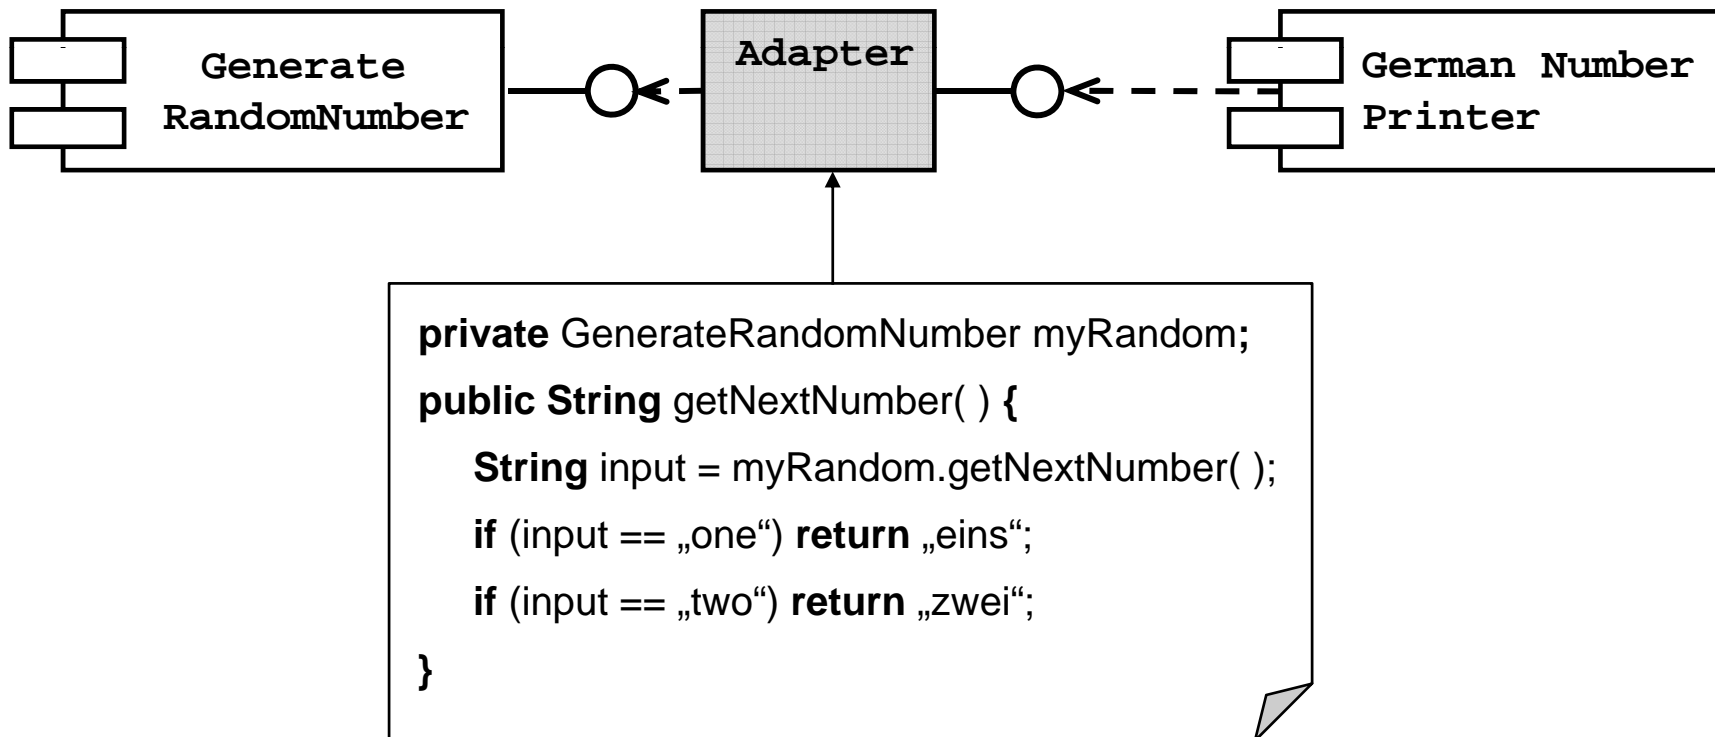 Generate
RandomNumber
Adapter
German Number
Printer
private GenerateRandomNumber myRandom;
public String getNextNumber( ) {
String input = myRandom.getNextNumber( );
if (input == „one“) return „eins“;
if (input == „two“) return „zwei“;
}